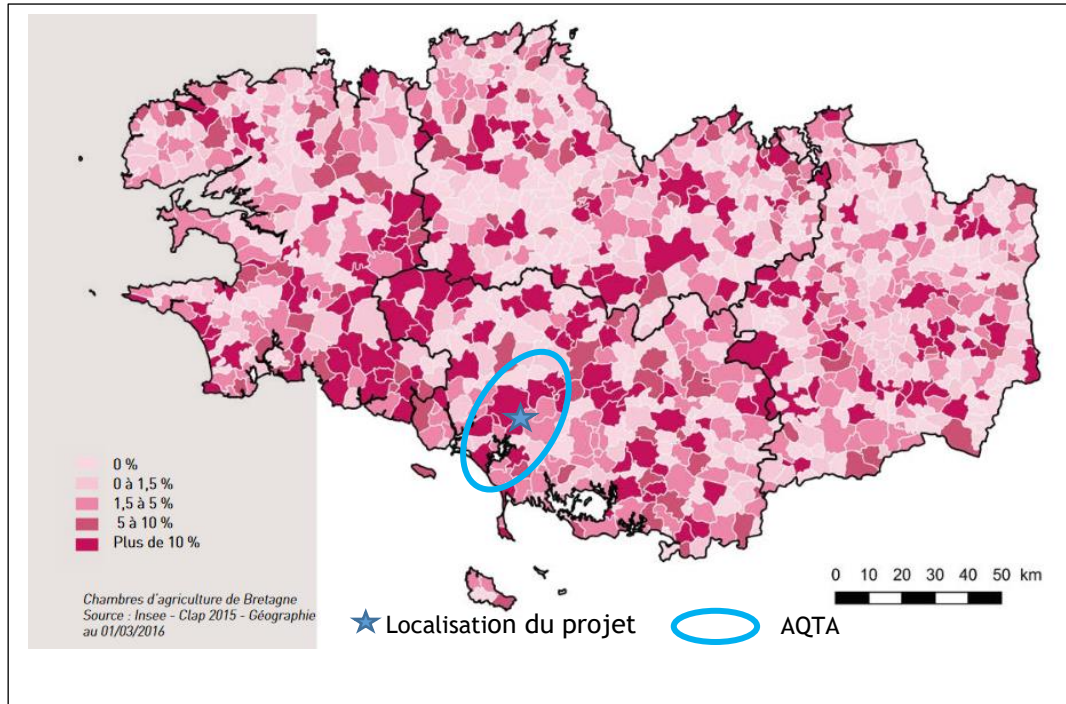 0 %
0 à 1,5 %
1,5 à 5 %
5 à 10 %
Plus de 10 %
0 10 20 30 40 50 km
Chambres d'agriculture de Bretagne
Source : Insee - Clap 2015 - Géographie
au 01/03/2016
Localisation du projet
AQTA